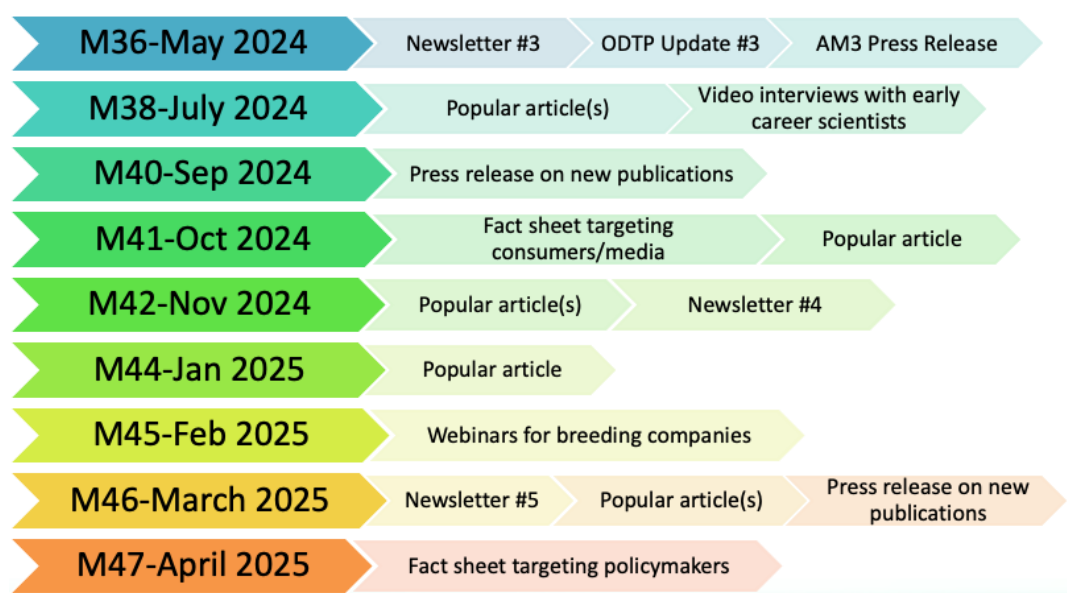 M36-May 2024
Newsletter #3
ODTP Update #3
AM3 Press Release
M38-July 2024
Popular article(s)
Video interviews with early
career scientists
M40-Sep 2024
Press release on new publications
M41-Oct 2024
Fact sheet targeting
consumers/media
Popular article
M42-Nov 2024
Popular article(s)
Newsletter #4
M44-Jan 2025
Popular article
M45-Feb 2025
Webinars for breeding companies
M46-March 2025
Newsletter #5
Popular article(s)
Press release on new
publications
M47-April 2025
Fact sheet targeting policymakers